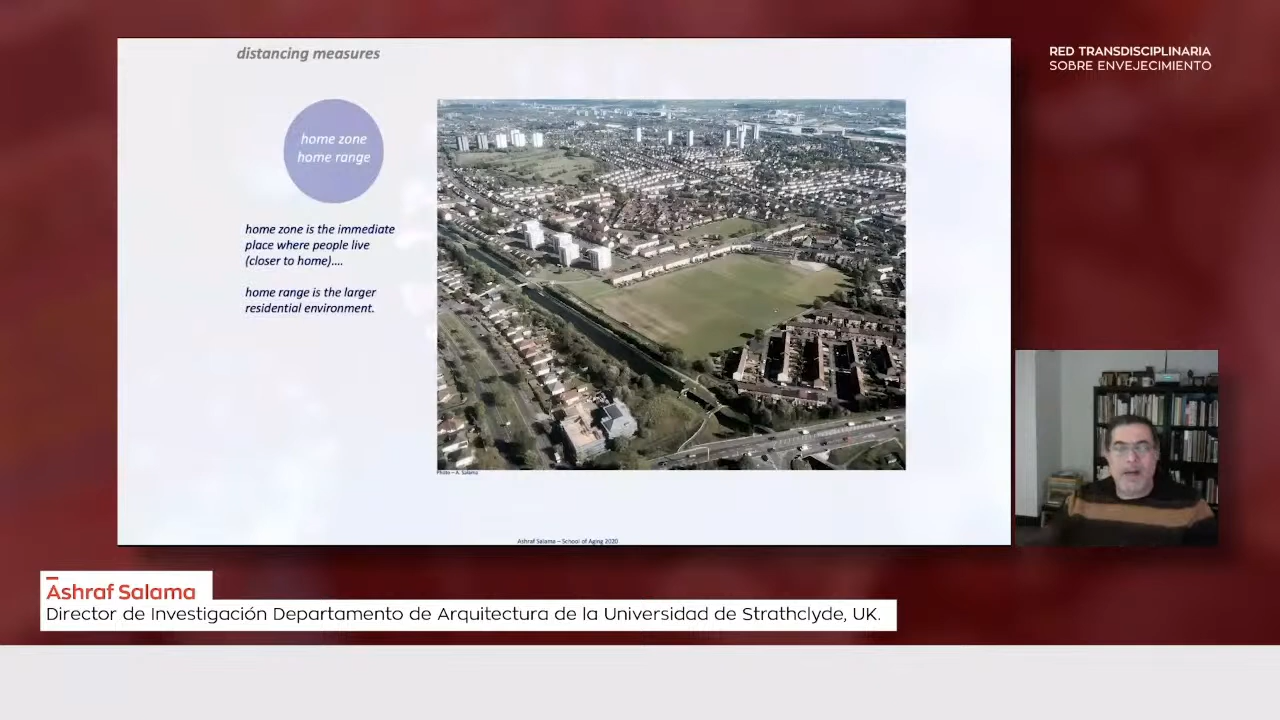 distancing measures
RED TRANSDISCIPLINARIA
SOBRE ENVEJECIMIENTO
home zone
home range
home zone is the immediate
place where people live
(closer to home)....
home range is the larger
residential environment.
Photo – A. Salama
Ashraf Salama – School of Aging 2020
Ashraf Salama
Director de Investigación Departamento de Arquitectura de la Universidad de Strathclyde, UK.